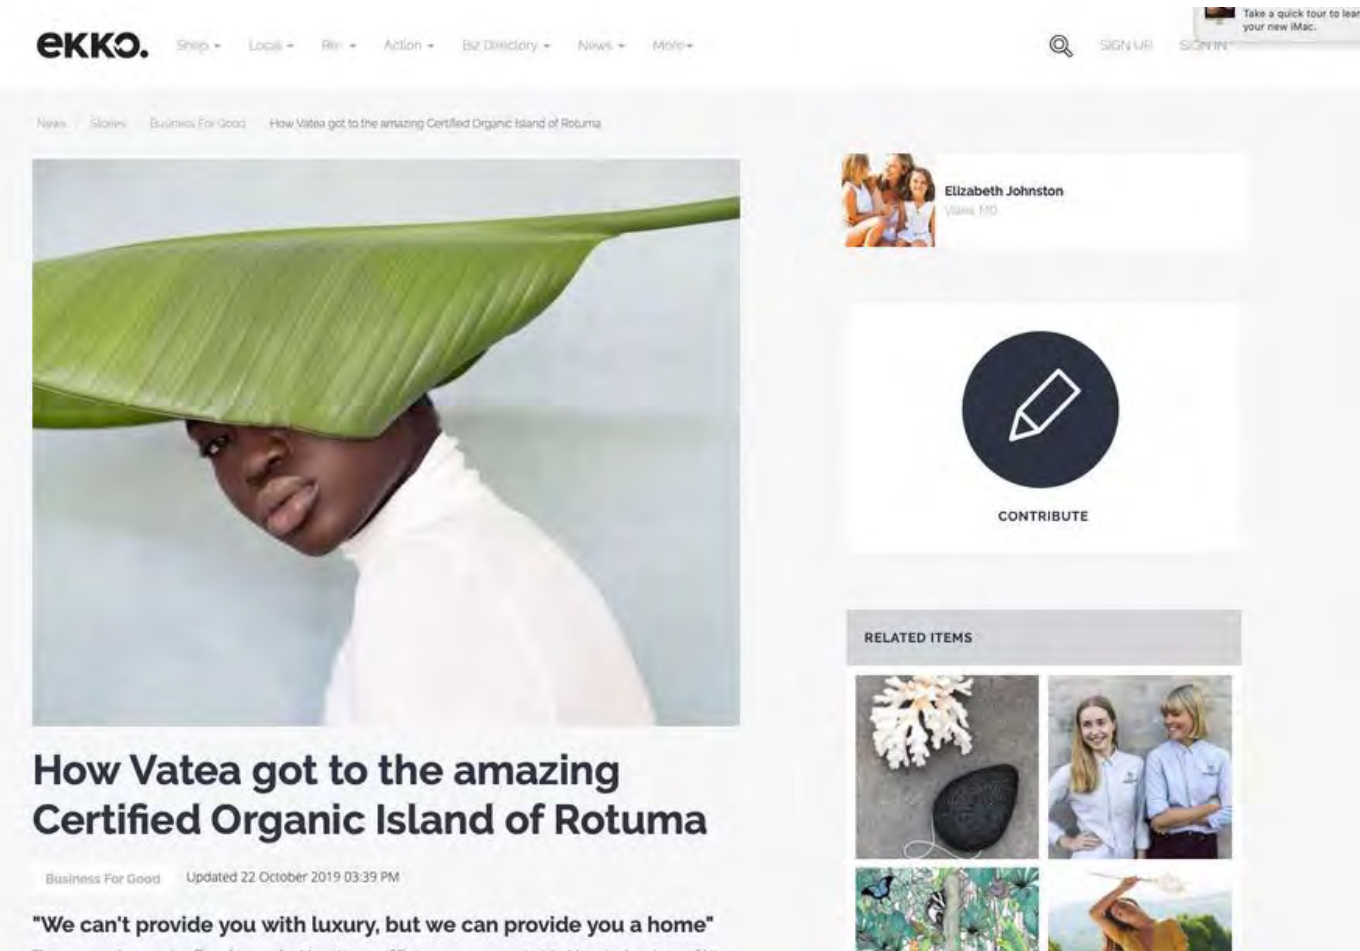 Take a quick tour to lear
your new iMac.
eKKO. Shop Local Action Biz Directory News More
SIGN UP SIGN IN
News / Stories / Business For Good / How Vatea got to the amazing Certified Organic Island of Rotuma
Elizabeth Johnston
Vatea, MD
CONTRIBUTE
RELATED ITEMS
How Vatea got to the amazing
Certified Organic Island of Rotuma
Business For Good Updated 22 October 2019 03:39 PM
"We can't provide you with luxury, but we can provide you a home"